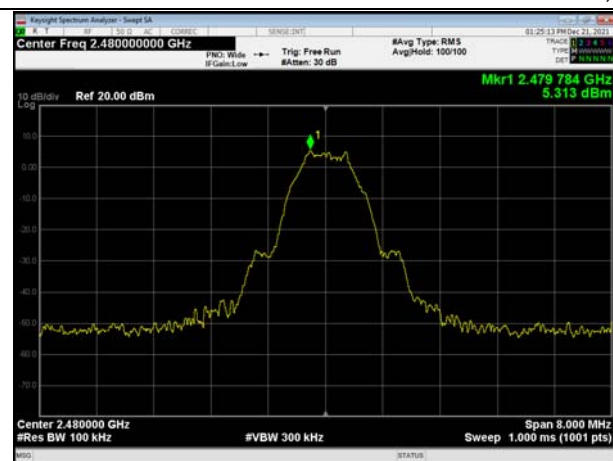 Keysight Spectrum Analyzer - Swept SA
R T RF 50 Ω AC CORREC SENSE:INT 01:25:13 PM Dec 21, 2021
Center Freq 2.480000000 GHz
PNO: Wide
IFGain:Low
Trig: Free Run
#Atten: 30 dB
#Avg Type: RMS
Avg|Hold: 100/100
TRACE 1 2 3 4 5
TYPE M
DET P N N N N N
Mkr1 2.479 784 GHz
5.313 dBm
10 dB/div Ref 20.00 dBm
Log
1
10.0
0.00
-10.0
-20.0
-30.0
-40.0
-50.0
-60.0
-70.0
Center 2.480000 GHz Span 8.000 MHz
#Res BW 100 kHz #VBW 300 kHz Sweep 1.000 ms (1001 pts)
MSG STATUS